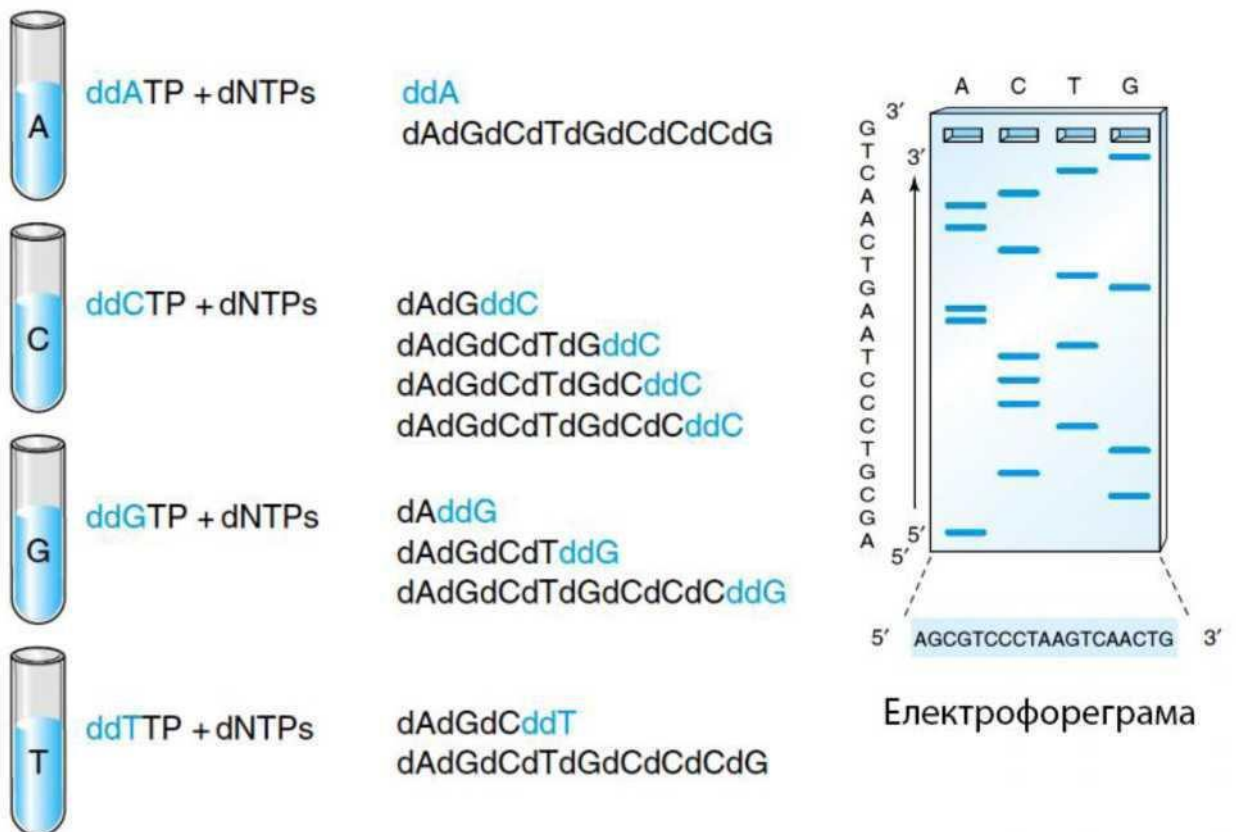 A
ddATP + dNTPs
ddA
dAdGdCdTdGdCdCdCdG
C
ddCTP + dNTPs
dAdGddC
dAdGdCdTdGddC
dAdGdCdTdGdCddC
dAdGdCdTdGdCdCddC
G
ddGTP + dNTPs
dAddG
dAdGdCdTddG
dAdGdCdTdGdCdCdCddG
T
ddTTP + dNTPs
dAdGdCddT
dAdGdCdTdGdCdCdCdG
A C T G
3′
3′
G
T
C
A
A
C
T
G
A
A
T
C
C
C
T
G
C
G
A
5′
5′
5′ AGCGTCCCTAAGTCAACTG 3′
Електрофореграма